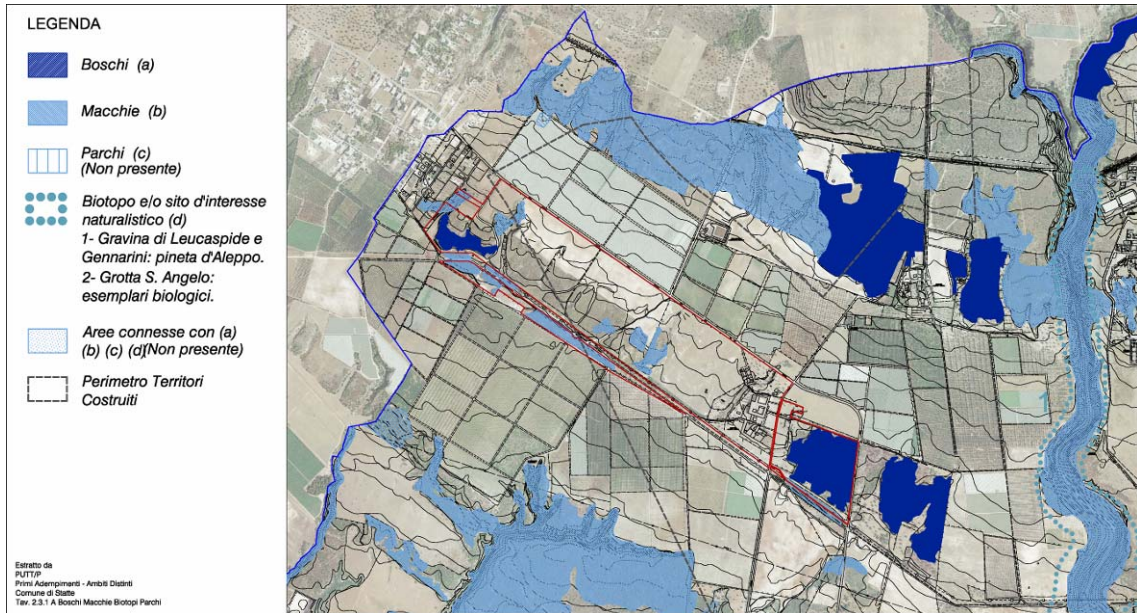 LEGENDA
Boschi (a)
Macchie (b)
Parchi (c)
(Non presente)
Biotopo e/o sito d'interesse
naturalistico (d)
1- Gravina di Leucaspide e
Gennarini: pineta d'Aleppo.
2- Grotta S. Angelo:
esemplari biologici.
Aree connesse con (a)
(b) (c) (d)(Non presente)
Perimetro Territori
Costruiti
Estratto da
PUTT/P
Primi Adempimenti - Ambiti Distinti
Comune di Statte
Tav. 2.3.1 A Boschi Macchie Biotopi Parchi
1